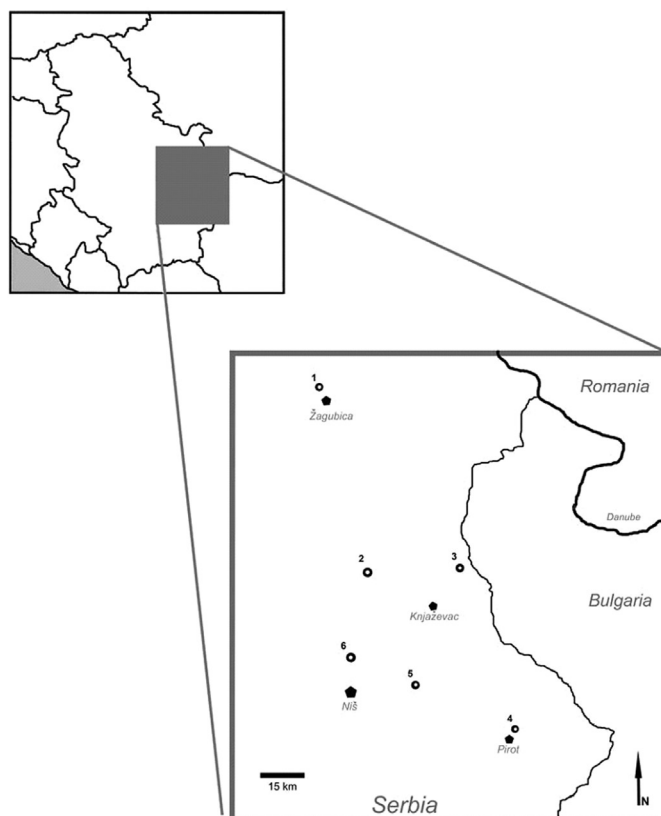 Romania
1
Žagubica
Danube
2
3
Bulgaria
Knjaževac
6
5
Niš
4
Pirot
15 km
N
Serbia